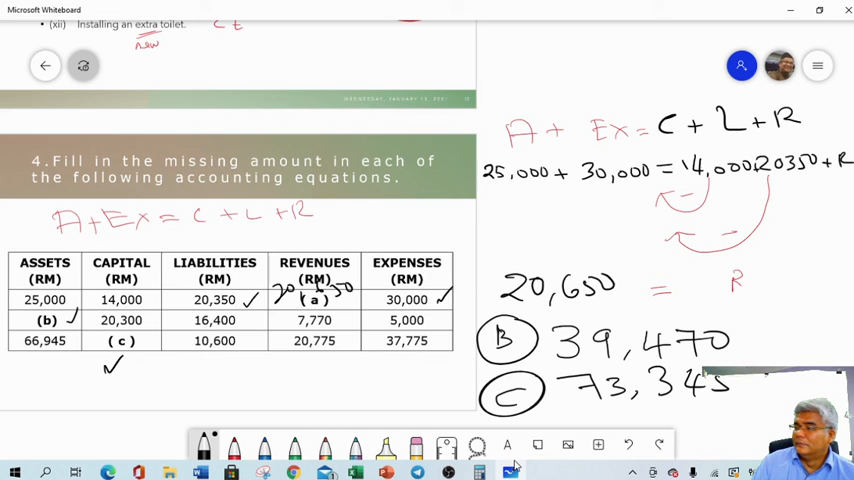 Microsoft Whiteboard
• (xii) Installing an extra toilet. C E
new
WEDNESDAY, JANUARY 13, 202
4.Fill in the missing amount in each of
the following accounting equations.
A+EX = C + L + R
ASSETS (RM) CAPITAL (RM) LIABILITIES (RM) REVENUES (RM) EXPENSES (RM)
25,000 14,000 20,350 (a) 30,000
(b) 20,300 16,400 7,770 5,000
66,945 (c) 10,600 20,775 37,775
A + EX = C + L + R
25,000 + 30,000 = 14,000 20350 + R
20,650 = R
B 39,470
C 73,345